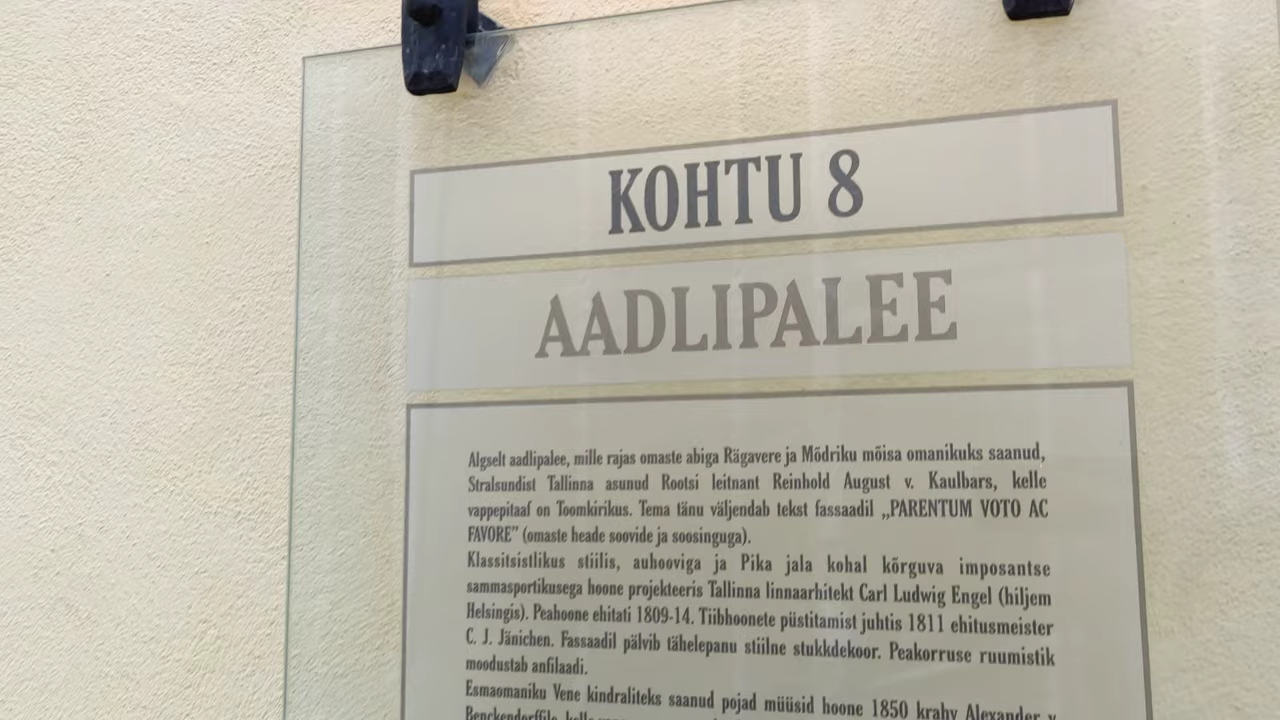 KOHTU 8
AADLIPALEE
Algselt aadlipalee, mille rajas omaste abiga Rägavere ja Mõdriku mõisa omanikuks saanud,
Stralsundist Tallinna asunud Rootsi leitnant Reinhold August v. Kaulbars, kelle
vappepitaaf on Toomkirikus. Tema tänu väljendab tekst fassaadil „PARENTUM VOTO AC
FAVORE” (omaste heade soovide ja soosinguga).
Klassitsistlikus stiilis, auhooviga ja Pika jala kohal kõrguva imposantse
sammasportikusega hoone projekteeris Tallinna linnaarhitekt Carl Ludwig Engel (hiljem
Helsingis). Peahoone ehitati 1809-14. Tiibhoonete püstitamist juhtis 1811 ehitusmeister
C. J. Jänichen. Fassaadil pälvib tähelepanu stiilne stukkdekoor. Peakorruse ruumistik
moodustab anfilaadi.
Esmaomaniku Vene kindraliteks saanud pojad müüsid hoone 1850 krahv Alexander v
Benckendorffile, kelle